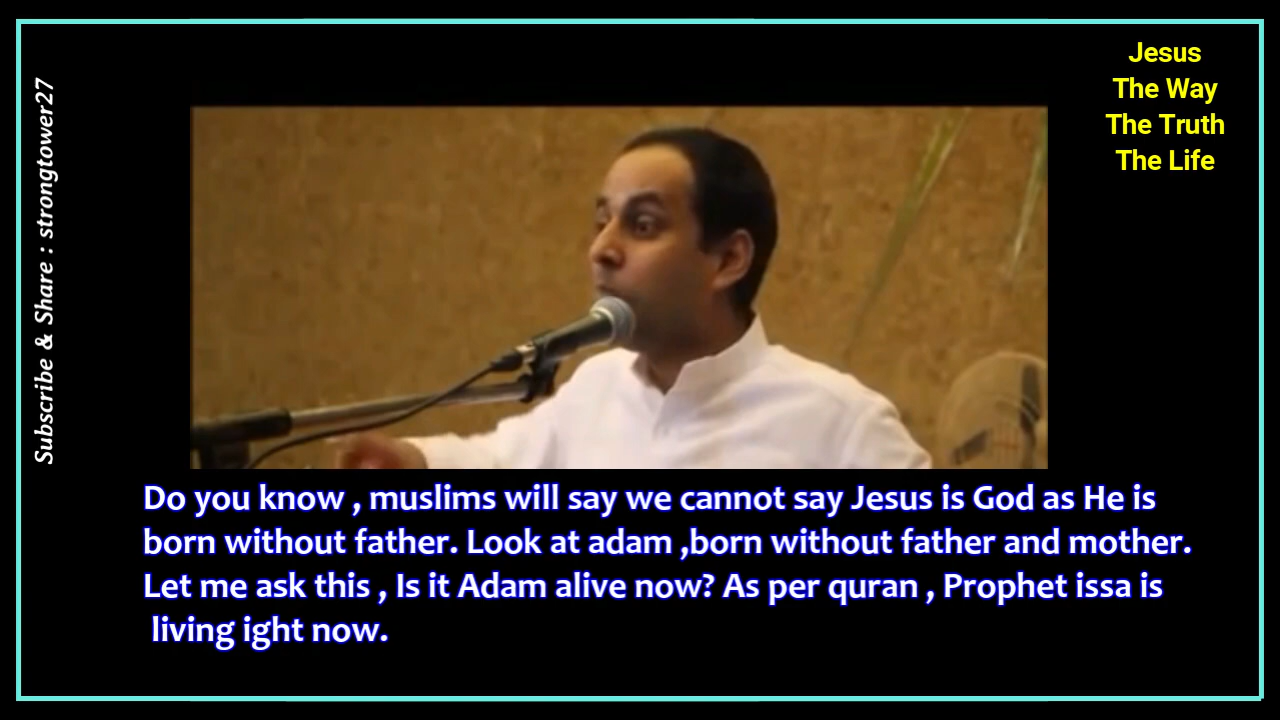 Jesus
The Way
The Truth
The Life
Subscribe & Share : strongtower27
Do you know , muslims will say we cannot say Jesus is God as He is
born without father. Look at adam ,born without father and mother.
Let me ask this , Is it Adam alive now? As per quran , Prophet issa is
living ight now.